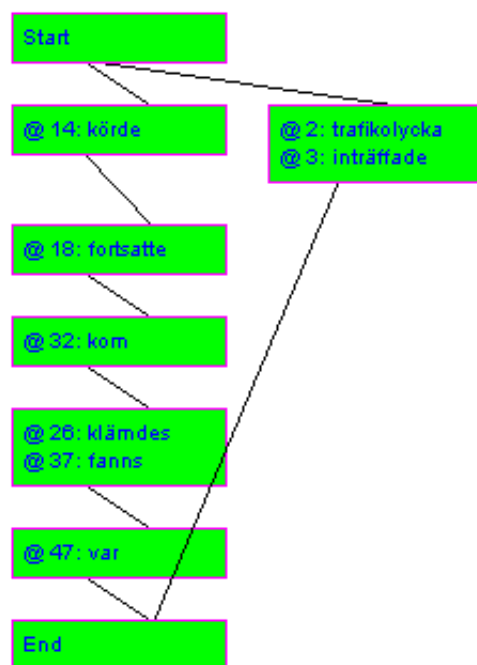 Start
@ 14: körde
@ 2: trafikolycka
@ 3: inträffade
@ 18: fortsatte
@ 32: kom
@ 26: klämdes
@ 37: fanns
@ 47: var
End